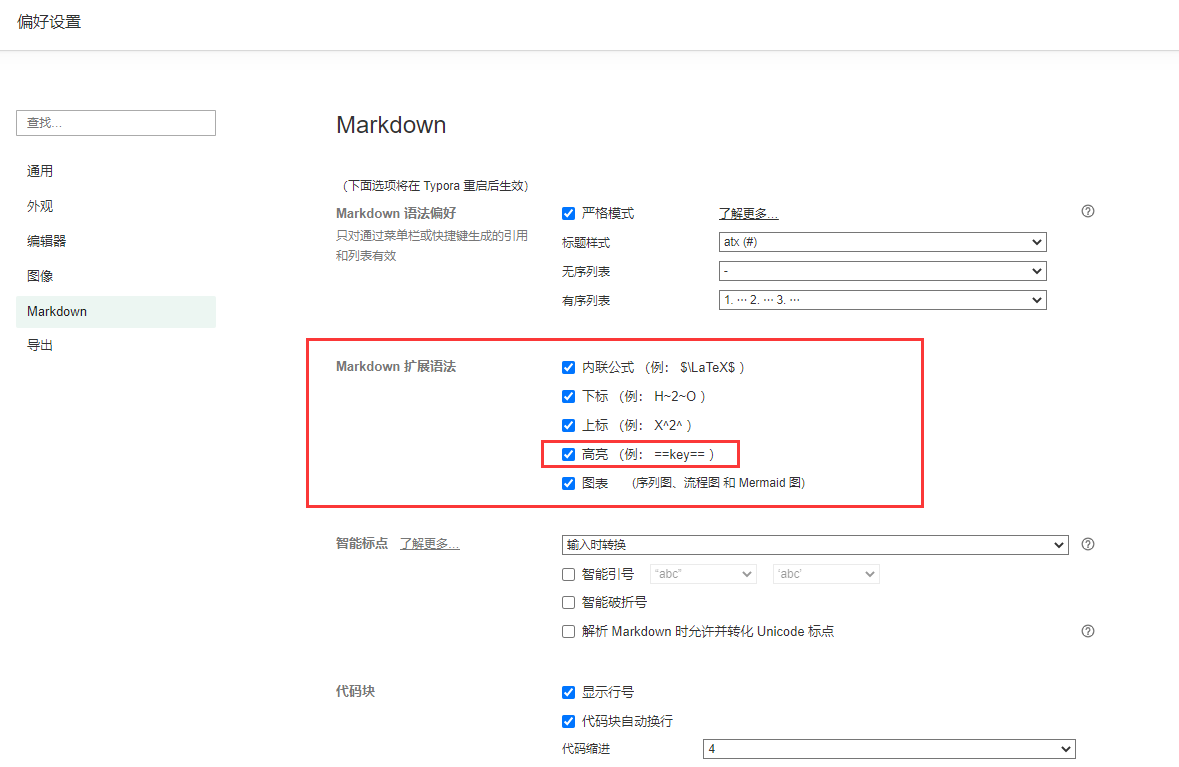 偏好设置
查找...
通用
外观
编辑器
图像
Markdown
导出
Markdown
（下面选项将在 Typora 重启后生效）
Markdown 语法偏好
只对通过菜单栏或快捷键生成的引用
和列表有效
严格模式 了解更多...
标题样式 atx (#)
无序列表 -
有序列表 1. ··· 2. ··· 3. ···
Markdown 扩展语法
内联公式 （例： $\LaTeX$ ）
下标 （例： H~2~O ）
上标 （例： X^2^ ）
高亮 （例： ==key== ）
图表 （序列图、流程图 和 Mermaid 图）
智能标点 了解更多... 输入时转换
智能引号 “abc” ‘abc’
智能破折号
解析 Markdown 时允许并转化 Unicode 标点
代码块
显示行号
代码块自动换行
代码缩进 4